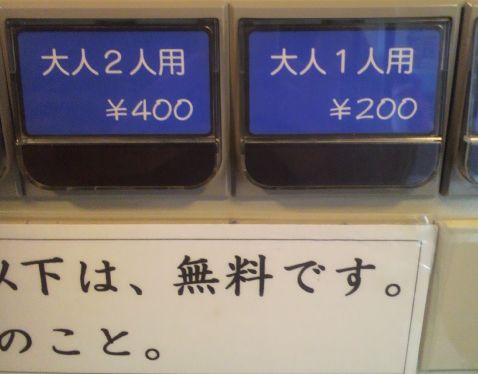 大人２人用
￥400
大人１人用
￥200
以下は、無料です。
のこと。